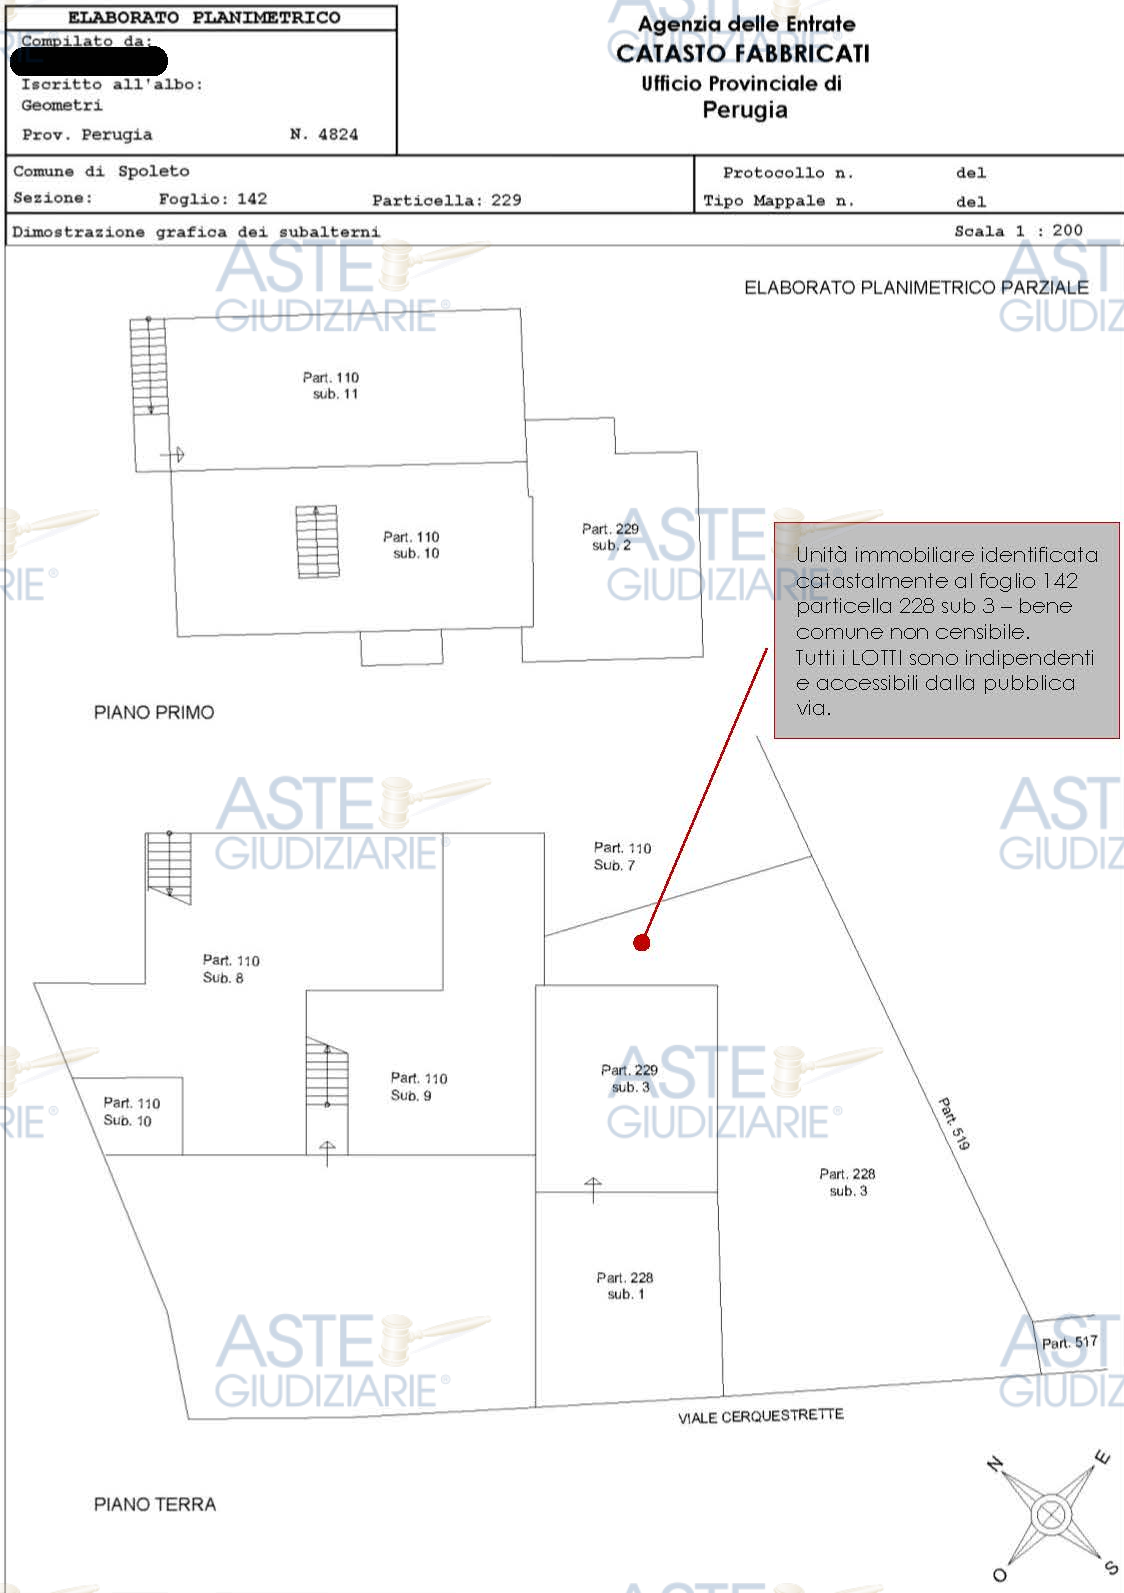 ELABORATO PLANIMETRICO
Compilato da:
Iscritto all'albo:
Geometri
Prov. Perugia N. 4824
Agenzia delle Entrate
CATASTO FABBRICATI
Ufficio Provinciale di
Perugia
Comune di Spoleto
Sezione: Foglio: 142 Particella: 229
Protocollo n. del
Tipo Mappale n. del
Dimostrazione grafica dei subalterni Scala 1 : 200
ELABORATO PLANIMETRICO PARZIALE
Part. 110
sub. 11
Part. 110
sub. 10
Part. 229
sub. 2
Unità immobiliare identificata
catastalmente al foglio 142
particella 228 sub 3 – bene
comune non censibile.
Tutti i LOTTI sono indipendenti
e accessibili dalla pubblica
via.
PIANO PRIMO
Part. 110
Sub. 7
Part. 110
Sub. 8
Part. 110
Sub. 9
Part. 110
Sub. 10
Part. 229
sub. 3
Part. 519
Part. 228
sub. 3
Part. 228
sub. 1
Part. 517
VIALE CERQUESTRETTE
PIANO TERRA
N
E
O
S
ASTE
GIUDIZIARIE®